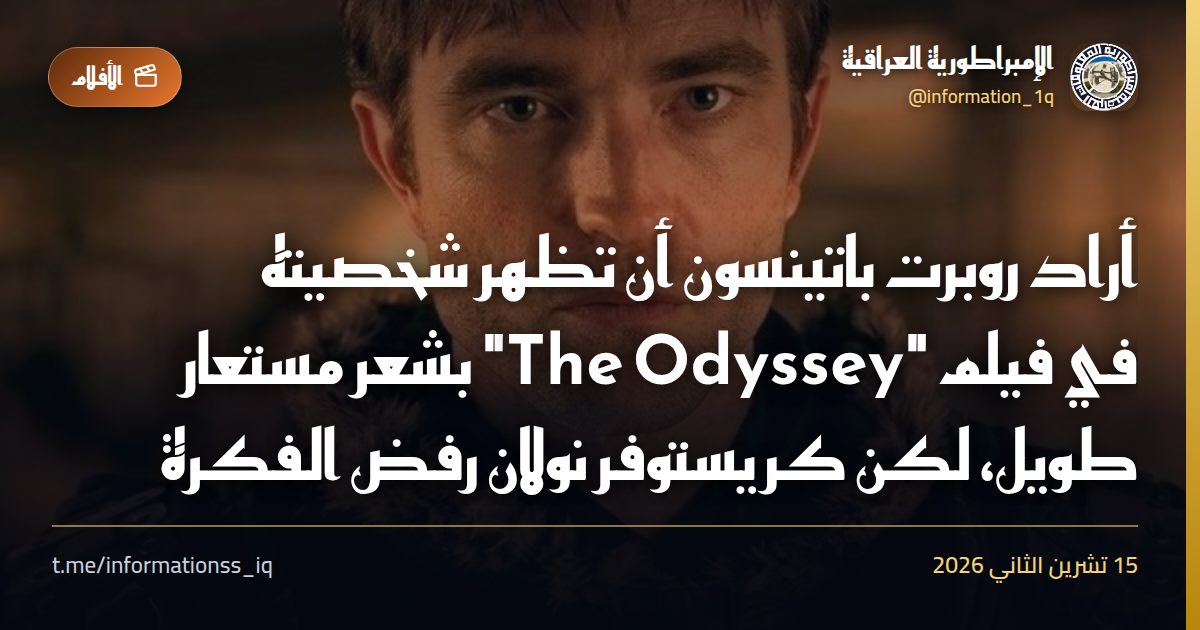 الإمبراطورية العراقية
@information_1q
الأفلام
أراد روبرت باتينسون أن تظهر شخصيته
في فيلم "The Odyssey" بشعر مستعار
طويل، لكن كريستوفر نولان رفض الفكرة
15 تشرين الثاني 2026
t.me/informationss_iq